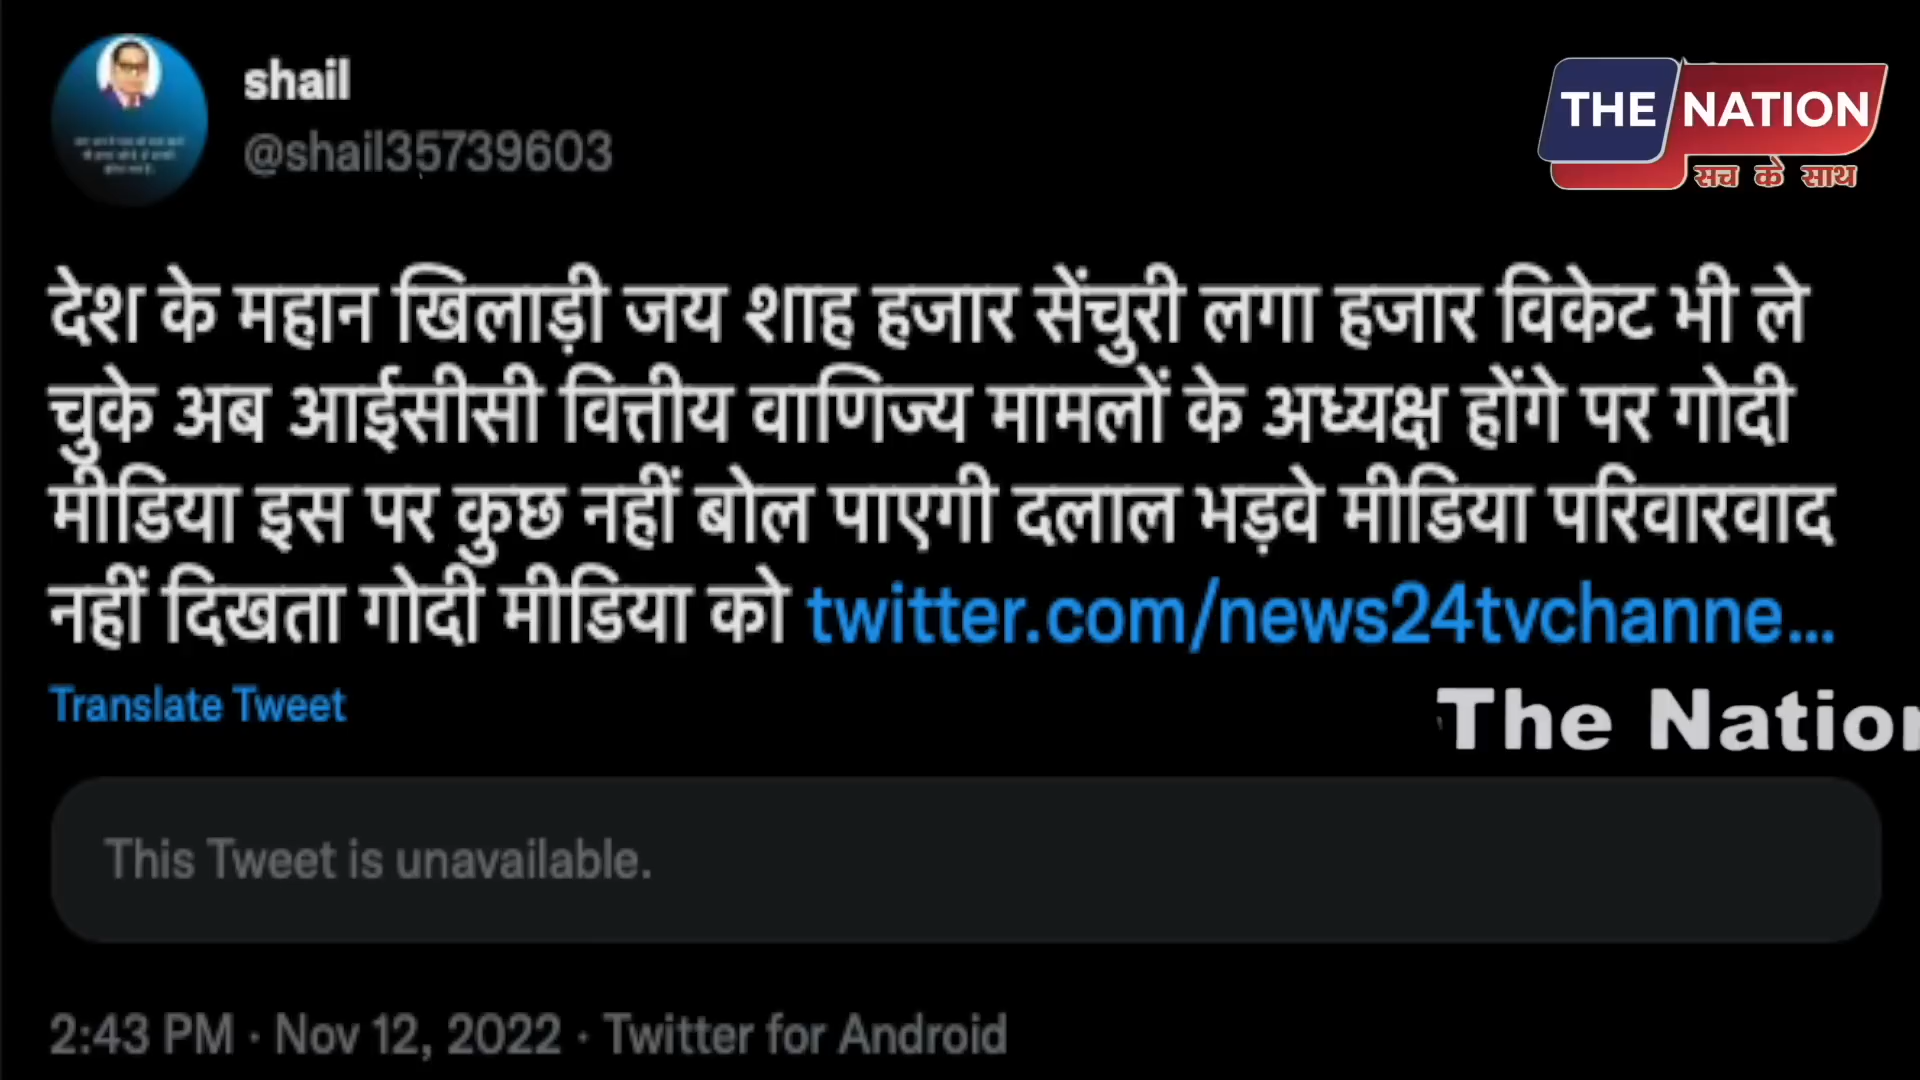 shail
@shail35739603
THE NATION
सच के साथ
देश के महान खिलाड़ी जय शाह हजार सेंचुरी लगा हजार विकेट भी ले
चुके अब आईसीसी वित्तीय वाणिज्य मामलों के अध्यक्ष होंगे पर गोदी
मीडिया इस पर कुछ नहीं बोल पाएगी दलाल भड़वे मीडिया परिवारवाद
नहीं दिखता गोदी मीडिया को twitter.com/news24tvchanne...
Translate Tweet
The Nation
This Tweet is unavailable.
2:43 PM · Nov 12, 2022 · Twitter for Android